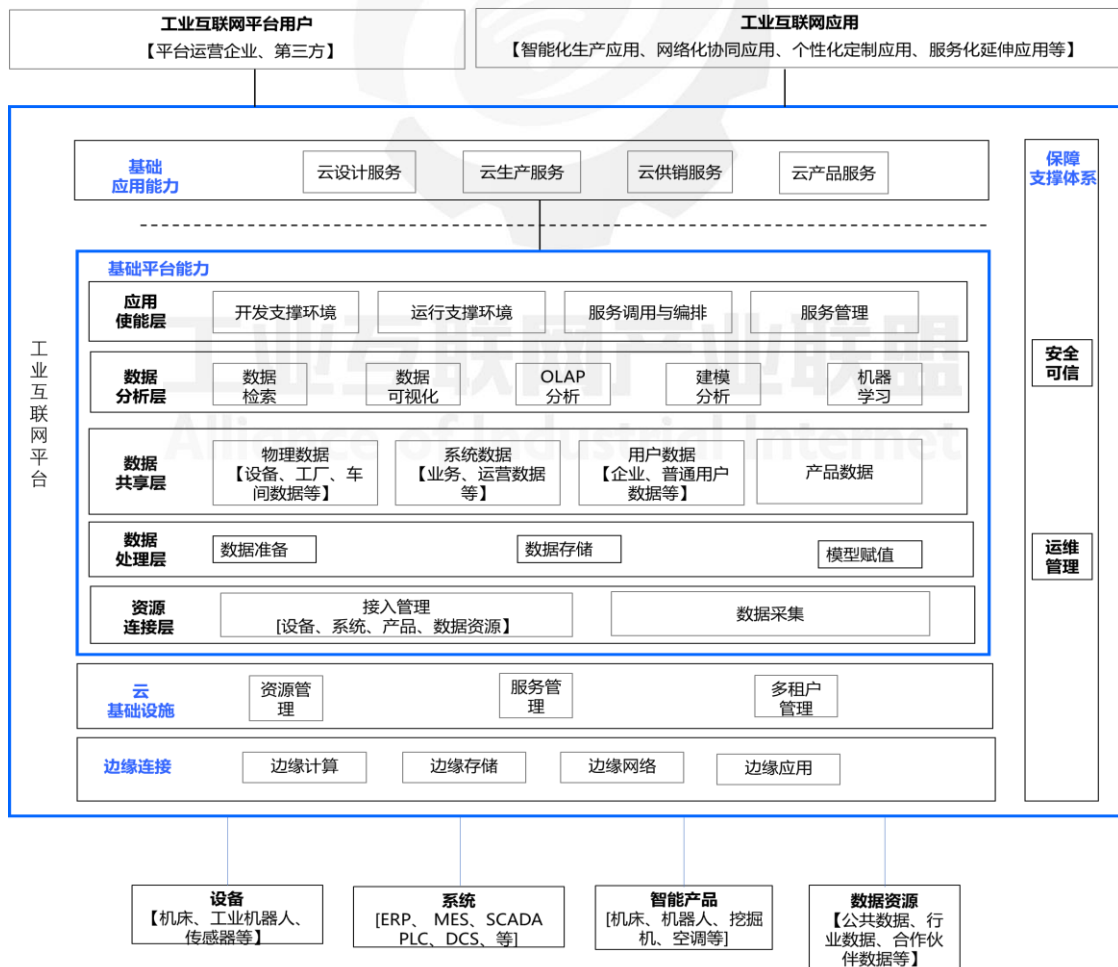 工业互联网平台用户
【平台运营企业、第三方】
工业互联网应用
【智能化生产应用、网络化协同应用、个性化定制应用、服务化延伸应用等】
工业互联网平台
基础
应用能力
云设计服务
云生产服务
云供销服务
云产品服务
保障
支撑体系
安全
可信
运维
管理
基础平台能力
应用
使能层
开发支撑环境
运行支撑环境
服务调用与编排
服务管理
工业互联网产业联盟
Alliance of Industrial Internet
数据
分析层
数据
检索
数据
可视化
OLAP
分析
建模
分析
机器
学习
数据
共享层
物理数据
【设备、工厂、车
间数据等】
系统数据
【业务、运营数据
等】
用户数据
【企业、普通用户
数据等】
产品数据
数据
处理层
数据准备
数据存储
模型赋值
资源
连接层
接入管理
[设备、系统、产品、数据资源】
数据采集
云
基础设施
资源管
理
服务管
理
多租户
管理
边缘连接
边缘计算
边缘存储
边缘网络
边缘应用
设备
【机床、工业机器人、
传感器等】
系统
[ERP、 MES、SCADA
PLC、DCS、等]
智能产品
[机床、机器人、挖掘
机、空调等]
数据资源
【公共数据、行
业数据、合作伙
伴数据等】